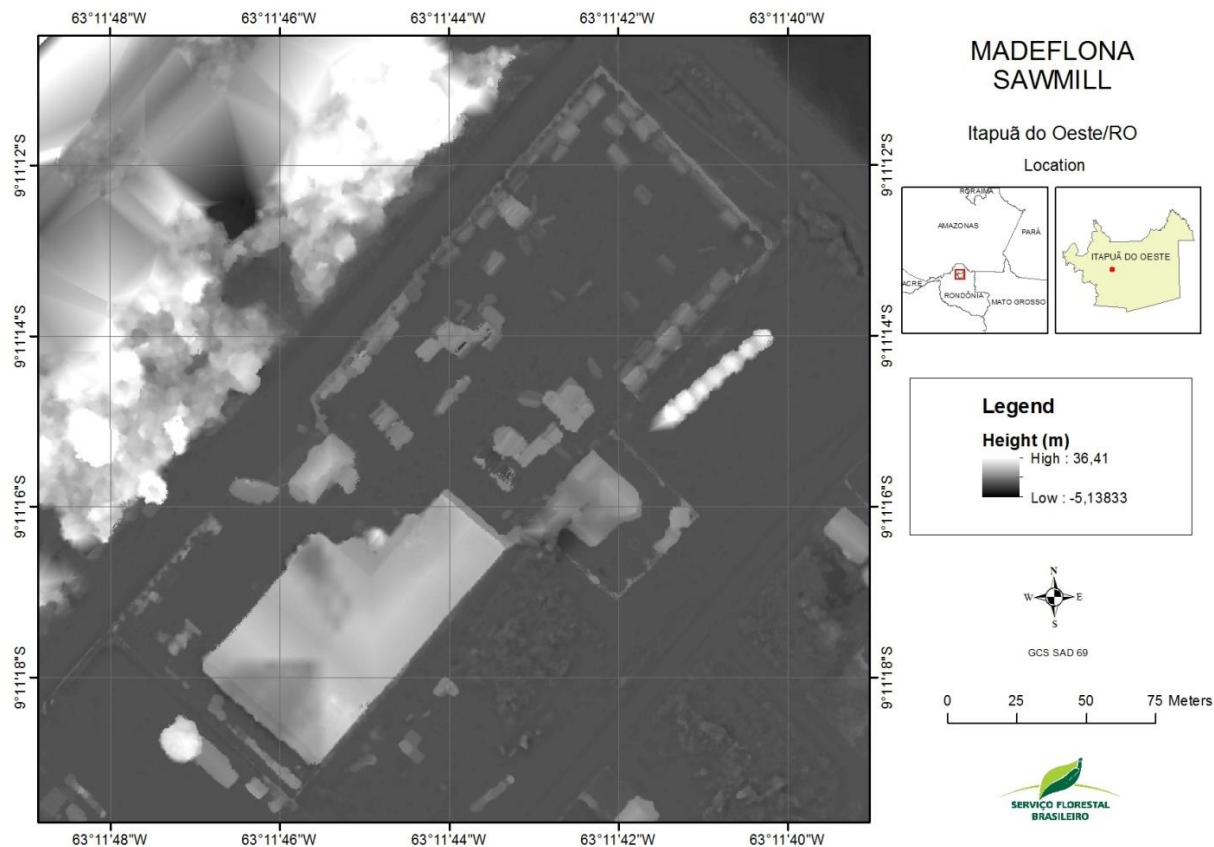 63°11'48"W 63°11'46"W 63°11'44"W 63°11'42"W 63°11'40"W
9°11'12"S 9°11'12"S
9°11'14"S 9°11'14"S
9°11'16"S 9°11'16"S
9°11'18"S 9°11'18"S
63°11'48"W 63°11'46"W 63°11'44"W 63°11'42"W 63°11'40"W
MADEFLONA
SAWMILL
Itapuã do Oeste/RO
Location
RORAIMA
AMAZONAS
PARÁ
ACRE
RONDÔNIA
MATO GROSSO
ITAPUÃ DO OESTE
Legend
Height (m)
High : 36,41
Low : -5,13833
N
W E
S
GCS SAD 69
0 25 50 75 Meters
SERVIÇO FLORESTAL
BRASILEIRO